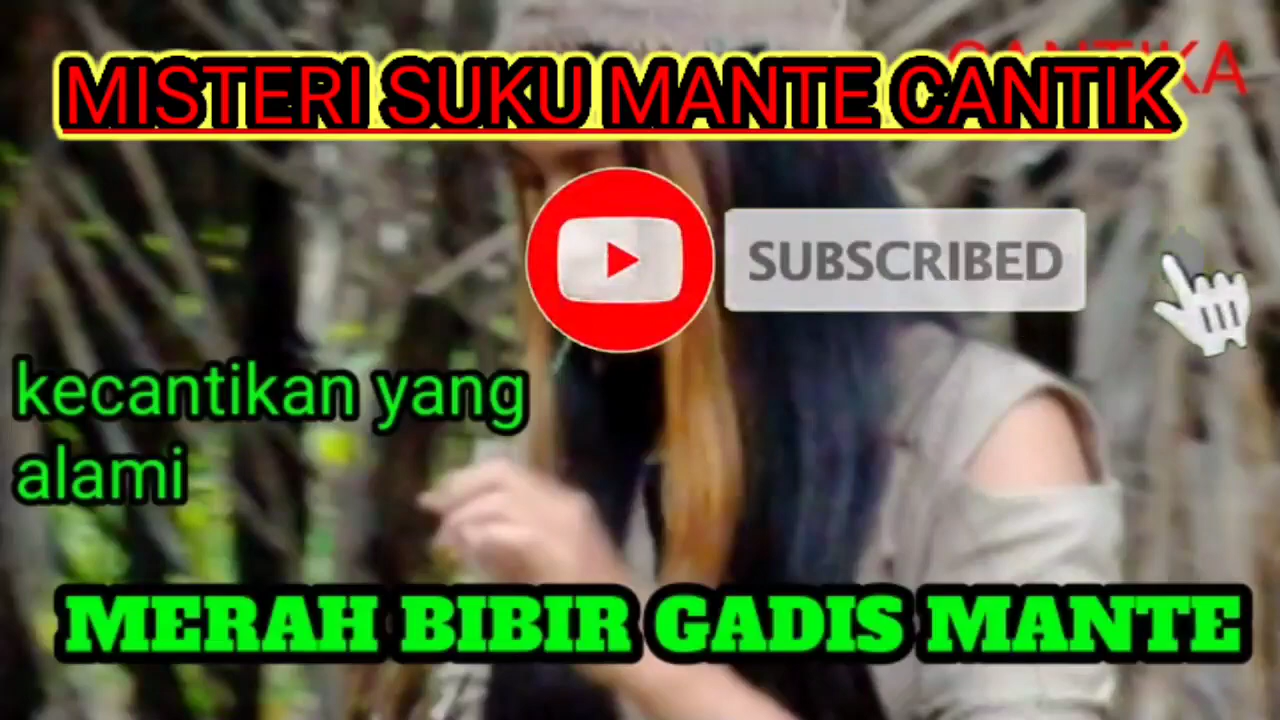 MISTERI SUKU MANTE CANTIK
SUBSCRIBED
kecantikan yang
alami
MERAH BIBIR GADIS MANTE